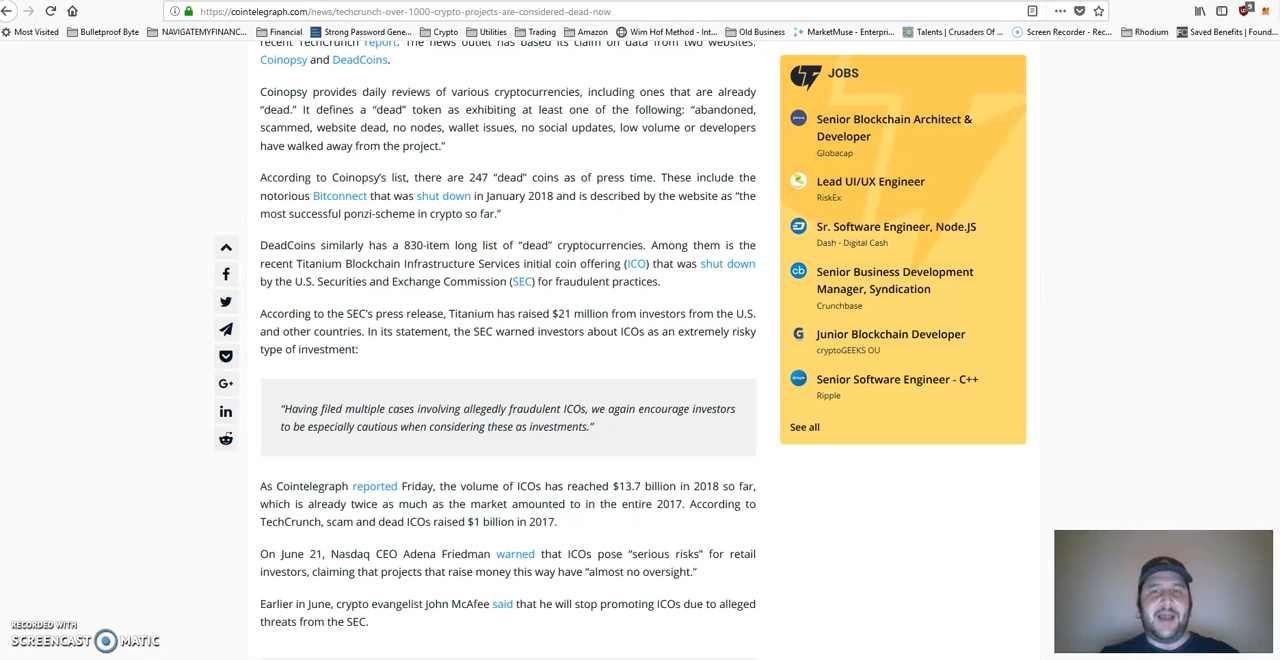 https://cointelegraph.com/news/techcrunch-over-1000-crypto-projects-are-considered-dead-now
Most Visited Bulletproof Byte NAVIGATEMYFINANC... Financial Strong Password Gene... Crypto Utilities Trading Amazon Wim Hof Method - Int... Old Business MarketMuse - Enterpri... Talents | Crusaders Of ... Screen Recorder - Rec... Rhodium Saved Benefits | Found...
recent TechCrunch report. The news outlet has based its claim on data from two websites:
Coinopsy and DeadCoins.
Coinopsy provides daily reviews of various cryptocurrencies, including ones that are already
“dead.” It defines a “dead” token as exhibiting at least one of the following: “abandoned,
scammed, website dead, no nodes, wallet issues, no social updates, low volume or developers
have walked away from the project.”
According to Coinopsy’s list, there are 247 “dead” coins as of press time. These include the
notorious Bitconnect that was shut down in January 2018 and is described by the website as “the
most successful ponzi-scheme in crypto so far.”
DeadCoins similarly has a 830-item long list of “dead” cryptocurrencies. Among them is the
recent Titanium Blockchain Infrastructure Services initial coin offering (ICO) that was shut down
by the U.S. Securities and Exchange Commission (SEC) for fraudulent practices.
According to the SEC’s press release, Titanium has raised $21 million from investors from the U.S.
and other countries. In its statement, the SEC warned investors about ICOs as an extremely risky
type of investment:
“Having filed multiple cases involving allegedly fraudulent ICOs, we again encourage investors
to be especially cautious when considering these as investments.”
As Cointelegraph reported Friday, the volume of ICOs has reached $13.7 billion in 2018 so far,
which is already twice as much as the market amounted to in the entire 2017. According to
TechCrunch, scam and dead ICOs raised $1 billion in 2017.
On June 21, Nasdaq CEO Adena Friedman warned that ICOs pose “serious risks” for retail
investors, claiming that projects that raise money this way have “almost no oversight.”
Earlier in June, crypto evangelist John McAfee said that he will stop promoting ICOs due to alleged
threats from the SEC.
JOBS
Senior Blockchain Architect &
Developer
Globacap
Lead UI/UX Engineer
RiskEx
Sr. Software Engineer, Node.JS
Dash - Digital Cash
cb
Senior Business Development
Manager, Syndication
Crunchbase
G
Junior Blockchain Developer
cryptoGEEKS OU
Senior Software Engineer - C++
Ripple
See all
G+
in
RECORDED WITH
SCREENCAST MATIC